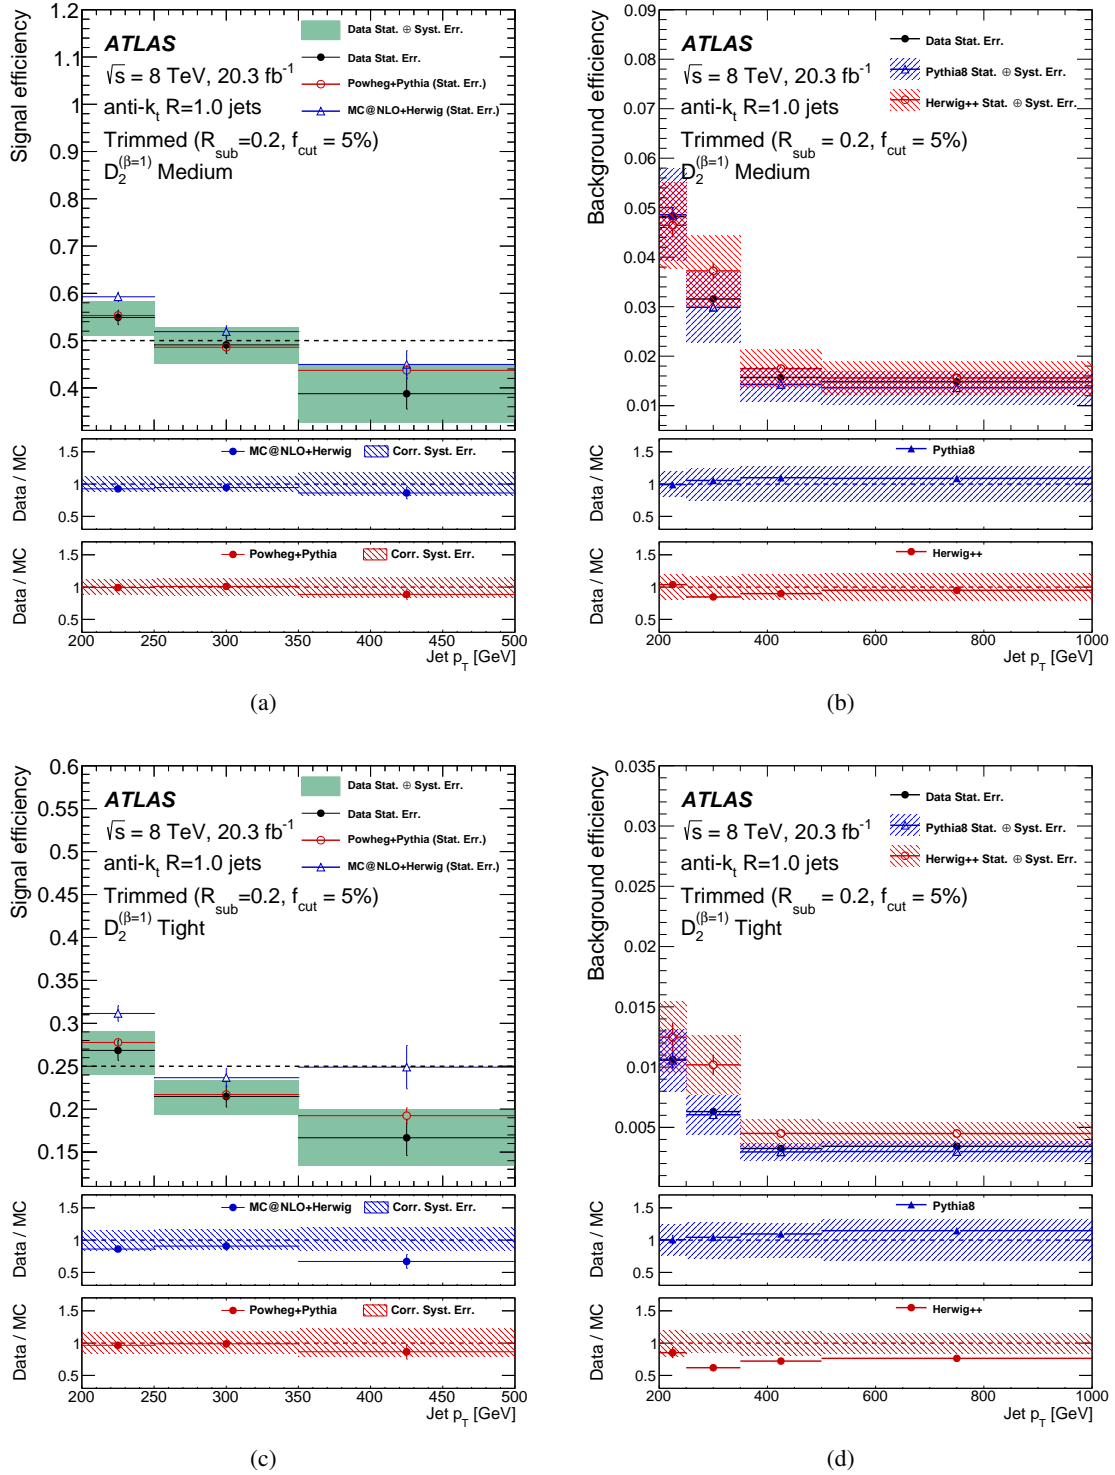 Signal efficiency
1.2
1.1
1
0.9
0.8
0.7
0.6
0.5
0.4
ATLAS
√s = 8 TeV, 20.3 fb⁻¹
anti-kₜ R=1.0 jets
Trimmed (R_sub=0.2, f_cut = 5%)
D₂^(β=1) Medium
Data Stat. ⊕ Syst. Err.
Data Stat. Err.
Powheg+Pythia (Stat. Err.)
MC@NLO+Herwig (Stat. Err.)
Data / MC
1.5
1
0.5
MC@NLO+Herwig
Corr. Syst. Err.
Data / MC
1.5
1
0.5
Powheg+Pythia
Corr. Syst. Err.
200 250 300 350 400 450 500
Jet p_T [GeV]
(a)
Background efficiency
0.09
0.08
0.07
0.06
0.05
0.04
0.03
0.02
0.01
ATLAS
√s = 8 TeV, 20.3 fb⁻¹
anti-kₜ R=1.0 jets
Trimmed (R_sub = 0.2, f_cut = 5%)
D₂^(β=1) Medium
Data Stat. Err.
Pythia8 Stat. ⊕ Syst. Err.
Herwig++ Stat. ⊕ Syst. Err.
Data / MC
1.5
1
0.5
Pythia8
Data / MC
1.5
1
0.5
Herwig++
200 400 600 800 1000
Jet p_T [GeV]
(b)
Signal efficiency
0.6
0.55
0.5
0.45
0.4
0.35
0.3
0.25
0.2
0.15
ATLAS
√s = 8 TeV, 20.3 fb⁻¹
anti-kₜ R=1.0 jets
Trimmed (R_sub=0.2, f_cut = 5%)
D₂^(β=1) Tight
Data Stat. ⊕ Syst. Err.
Data Stat. Err.
Powheg+Pythia (Stat. Err.)
MC@NLO+Herwig (Stat. Err.)
Data / MC
1.5
1
0.5
MC@NLO+Herwig
Corr. Syst. Err.
Data / MC
1.5
1
0.5
Powheg+Pythia
Corr. Syst. Err.
200 250 300 350 400 450 500
Jet p_T [GeV]
(c)
Background efficiency
0.035
0.03
0.025
0.02
0.015
0.01
0.005
ATLAS
√s = 8 TeV, 20.3 fb⁻¹
anti-kₜ R=1.0 jets
Trimmed (R_sub = 0.2, f_cut = 5%)
D₂^(β=1) Tight
Data Stat. Err.
Pythia8 Stat. ⊕ Syst. Err.
Herwig++ Stat. ⊕ Syst. Err.
Data / MC
1.5
1
0.5
Pythia8
Data / MC
1.5
1
0.5
Herwig++
200 400 600 800 1000
Jet p_T [GeV]
(d)